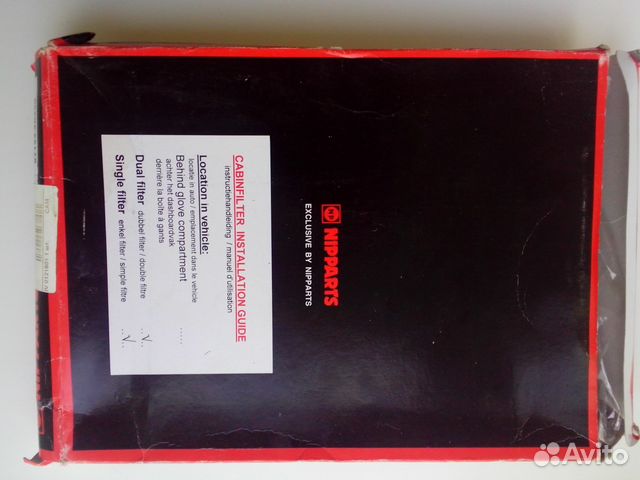 CABINFILTER INSTALLATION GUIDE
instructiehandleiding / manuel d'utilisation
Location in vehicle:
locatie in auto / emplacement dans le vehicle
Behind glove compartment ......
achter het dashboardvak
derrière la boîte à gants
Dual filter dubbel filter / double filtre ..√..
Single filter enkel filter / simple filtre ..√..
NIPPARTS
EXCLUSIVE BY NIPPARTS
Avito